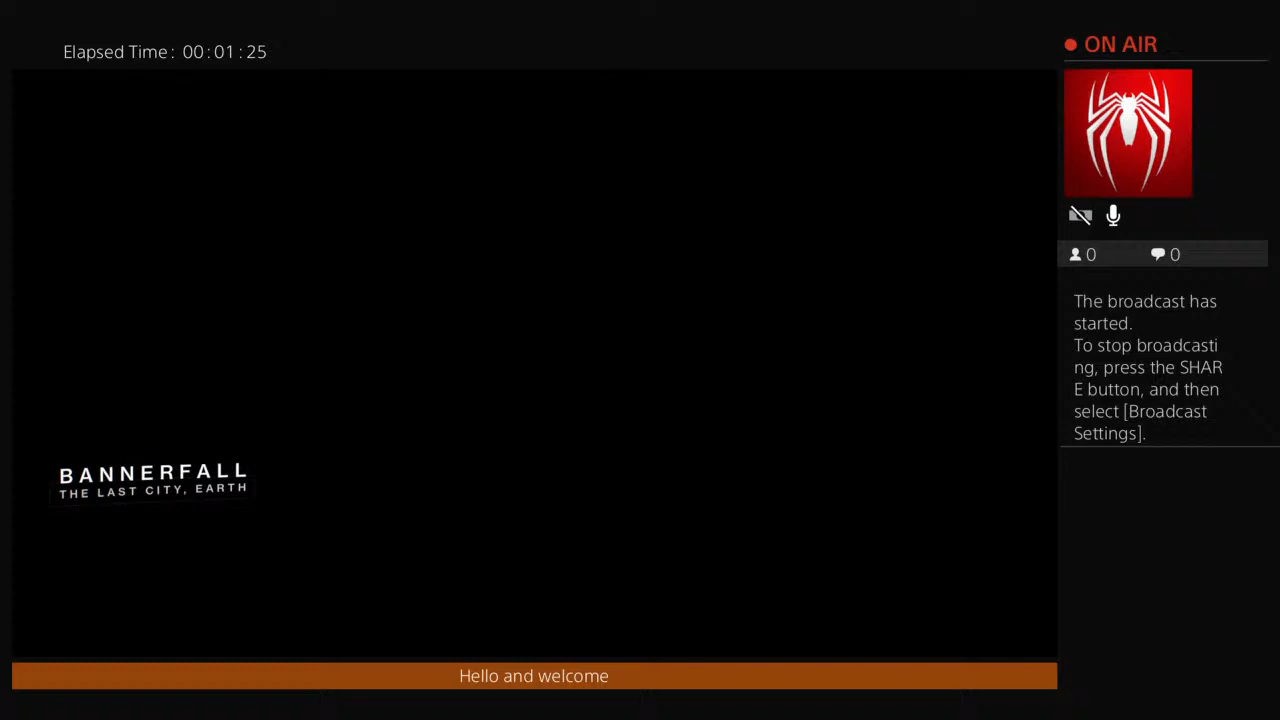 Elapsed Time: 00:01:25
ON AIR
0 0
The broadcast has
started.
To stop broadcasti
ng, press the SHAR
E button, and then
select [Broadcast
Settings].
BANNERFALL
THE LAST CITY, EARTH
Hello and welcome